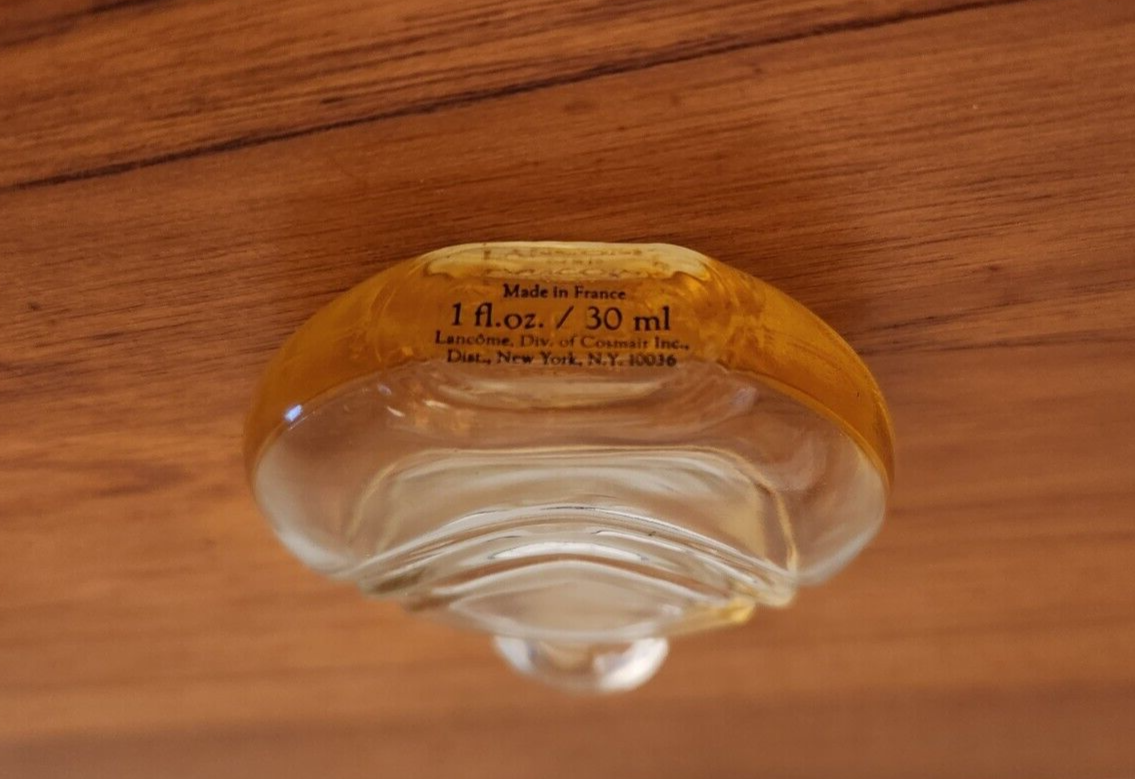 Made in France
1 fl.oz. / 30 ml
Lancôme, Div. of Cosmair Inc.,
Dist., New York, N.Y. 10036